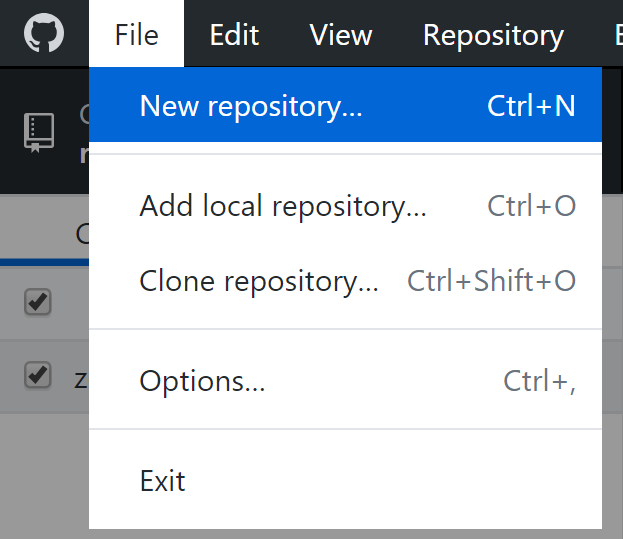 File Edit View Repository
New repository... Ctrl+N
Add local repository... Ctrl+O
Clone repository... Ctrl+Shift+O
Options... Ctrl+,
Exit